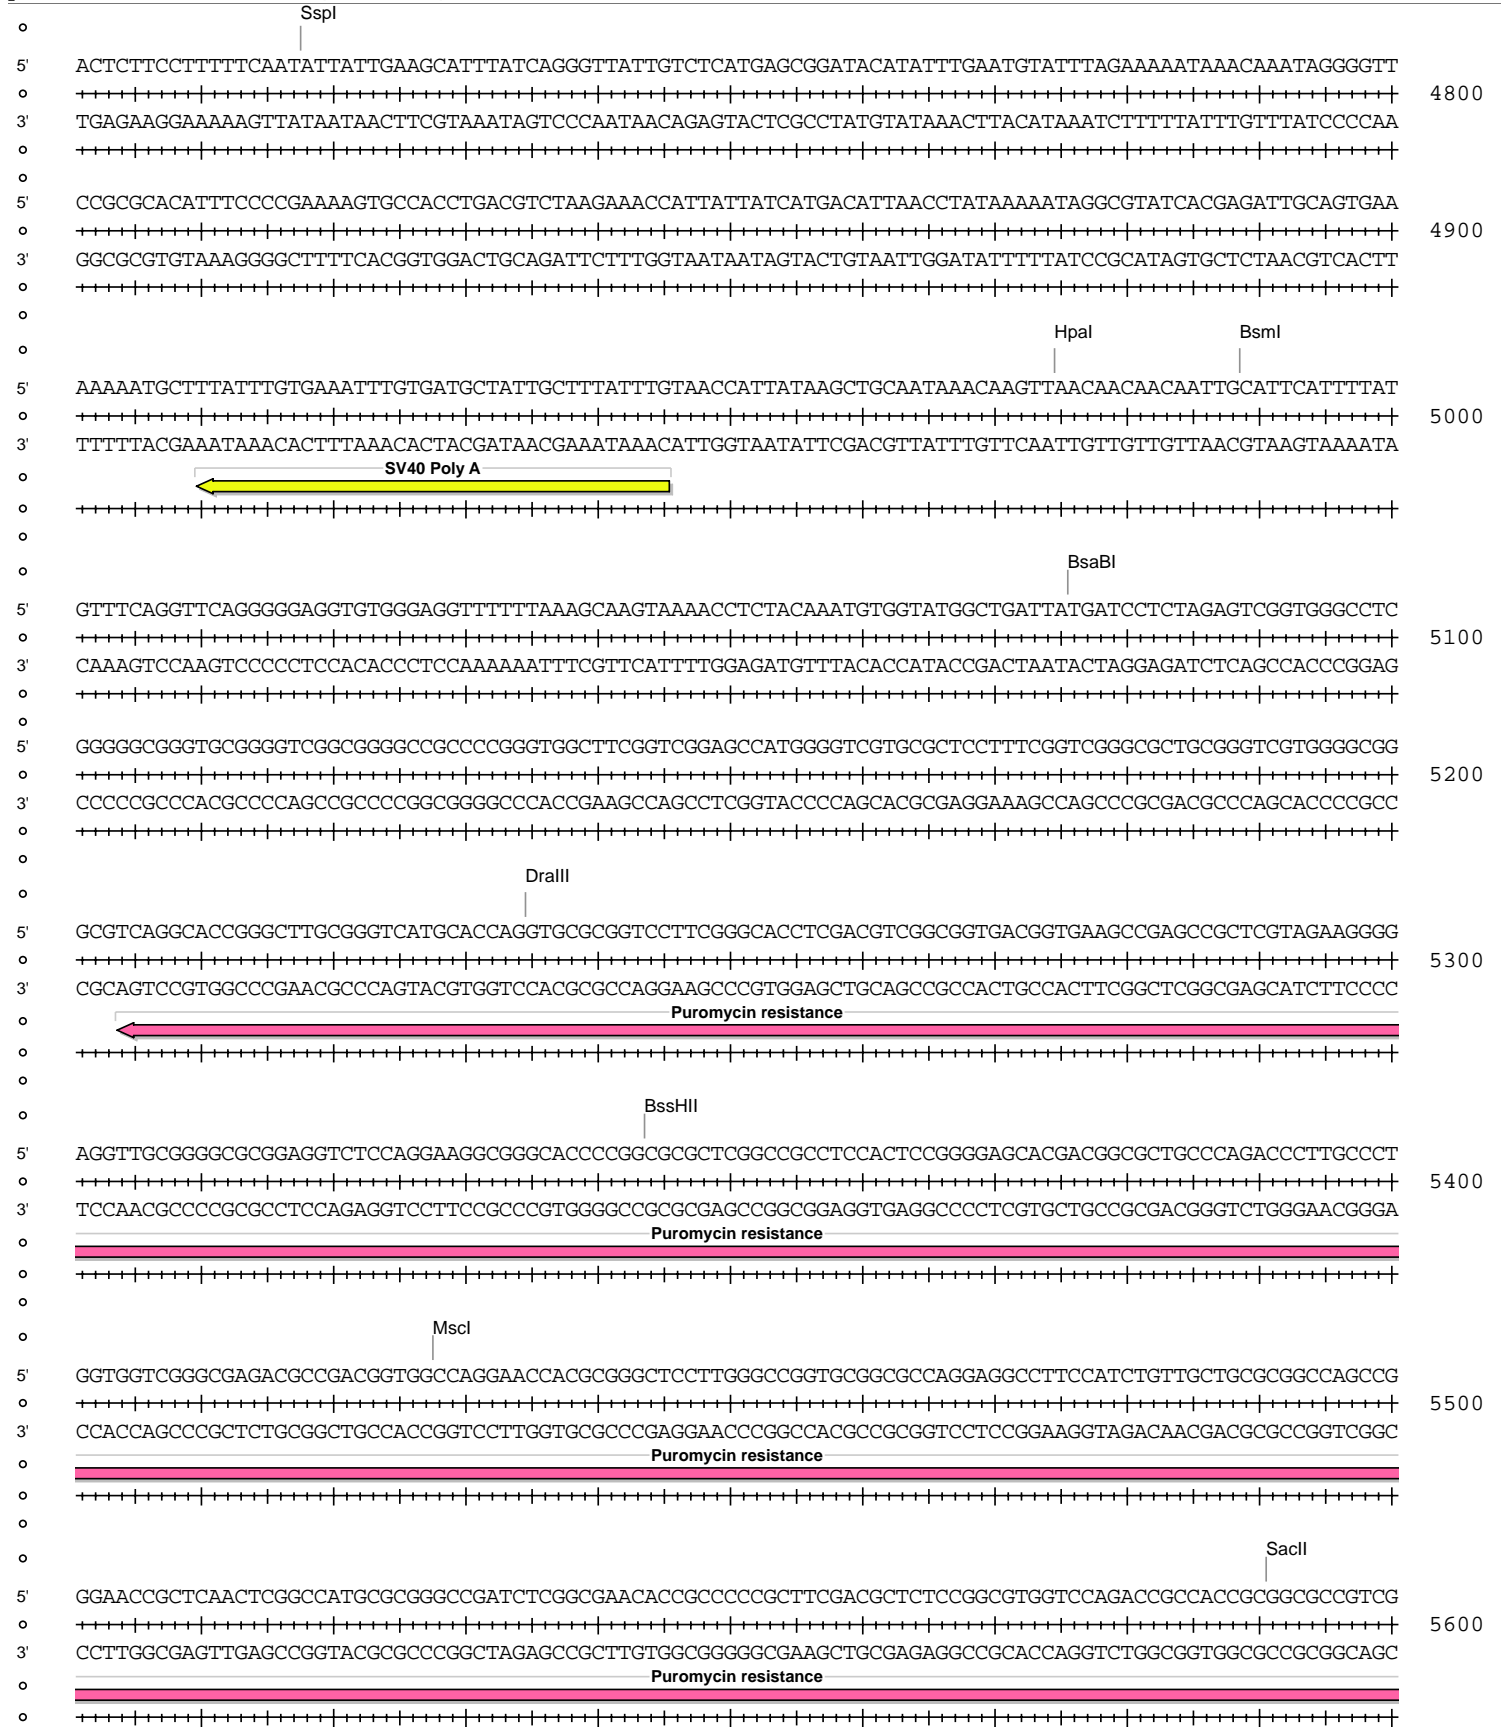 SspI
5' ACTCTTCCTTTTTCAATATTATTGAAGCATTTATCAGGGTTATTGTCTCATGAGCGGATACATATTTGAATGTATTTAGAAAAATAAACAAATAGGGGTT
4800
3' TGAGAAGGAAAAAGTTATAATAACTTCGTAAATAGTCCCAATAACAGAGTACTCGCCTATGTATAAACTTACATAAATCTTTTTATTTGTTTATCCCCAA
5' CCGCGCACATTTCCCCGAAAAGTGCCACCTGACGTCTAAGAAACCATTATTATCATGACATTAACCTATAAAAATAGGCGTATCACGAGATTGCAGTGAA
4900
3' GGCGCGTGTAAAGGGGCTTTTCACGGTGGACTGCAGATTCTTTGGTAATAATAGTACTGTAATTGGATATTTTTATCCGCATAGTGCTCTAACGTCACTT
HpaI BsmI
5' AAAAATGCTTTATTTGTGAAATTTGTGATGCTATTGCTTTATTTGTAACCATTATAAGCTGCAATAAACAAGTTAACAACAACAATTGCATTCATTTTAT
5000
3' TTTTTACGAAATAAACACTTTAAACACTACGATAACGAAATAAACATTGGTAATATTCGACGTTATTTGTTCAATTGTTGTTGTTAACGTAAGTAAAATA
SV40 Poly A
BsaBI
5' GTTTCAGGTTCAGGGGGAGGTGTGGGAGGTTTTTTAAAGCAAGTAAAACCTCTACAAATGTGGTATGGCTGATTATGATCCTCTAGAGTCGGTGGGCCTC
5100
3' CAAAGTCCAAGTCCCCCTCCACACCCTCCAAAAAATTTCGTTCATTTTGGAGATGTTTACACCATACCGACTAATACTAGGAGATCTCAGCCACCCGGAG
5' GGGGGCGGGTGCGGGGTCGGCGGGGCCGCCCCGGGTGGCTTCGGTCGGAGCCATGGGGTCGTGCGCTCCTTTCGGTCGGGCGCTGCGGGTCGTGGGGCGG
5200
3' CCCCCGCCCACGCCCCAGCCGCCCCGGCGGGGCCCACCGAAGCCAGCCTCGGTACCCCAGCACGCGAGGAAAGCCAGCCCGCGACGCCCAGCACCCCGCC
DraIII
5' GCGTCAGGCACCGGGCTTGCGGGTCATGCACCAGGTGCGCGGTCCTTCGGGCACCTCGACGTCGGCGGTGACGGTGAAGCCGAGCCGCTCGTAGAAGGGG
5300
3' CGCAGTCCGTGGCCCGAACGCCCAGTACGTGGTCCACGCGCCAGGAAGCCCGTGGAGCTGCAGCCGCCACTGCCACTTCGGCTCGGCGAGCATCTTCCCC
Puromycin resistance
BssHII
5' AGGTTGCGGGGCGCGGAGGTCTCCAGGAAGGCGGGCACCCCGGCGCGCTCGGCCGCCTCCACTCCGGGGAGCACGACGGCGCTGCCCAGACCCTTGCCCT
5400
3' TCCAACGCCCCGCGCCTCCAGAGGTCCTTCCGCCCGTGGGGCCGCGCGAGCCGGCGGAGGTGAGGCCCCTCGTGCTGCCGCGACGGGTCTGGGAACGGGA
Puromycin resistance
MscI
5' GGTGGTCGGGCGAGACGCCGACGGTGGCCAGGAACCACGCGGGCTCCTTGGGCCGGTGCGGCGCCAGGAGGCCTTCCATCTGTTGCTGCGCGGCCAGCCG
5500
3' CCACCAGCCCGCTCTGCGGCTGCCACCGGTCCTTGGTGCGCCCGAGGAACCCGGCCACGCCGCGGTCCTCCGGAAGGTAGACAACGACGCGCCGGTCGGC
Puromycin resistance
SacII
5' GGAACCGCTCAACTCGGCCATGCGCGGGCCGATCTCGGCGAACACCGCCCCCGCTTCGACGCTCTCCGGCGTGGTCCAGACCGCCACCGCGGCGCCGTCG
5600
3' CCTTGGCGAGTTGAGCCGGTACGCGCCCGGCTAGAGCCGCTTGTGGCGGGGGCGAAGCTGCGAGAGGCCGCACCAGGTCTGGCGGTGGCGCCGCGGCAGC
Puromycin resistance